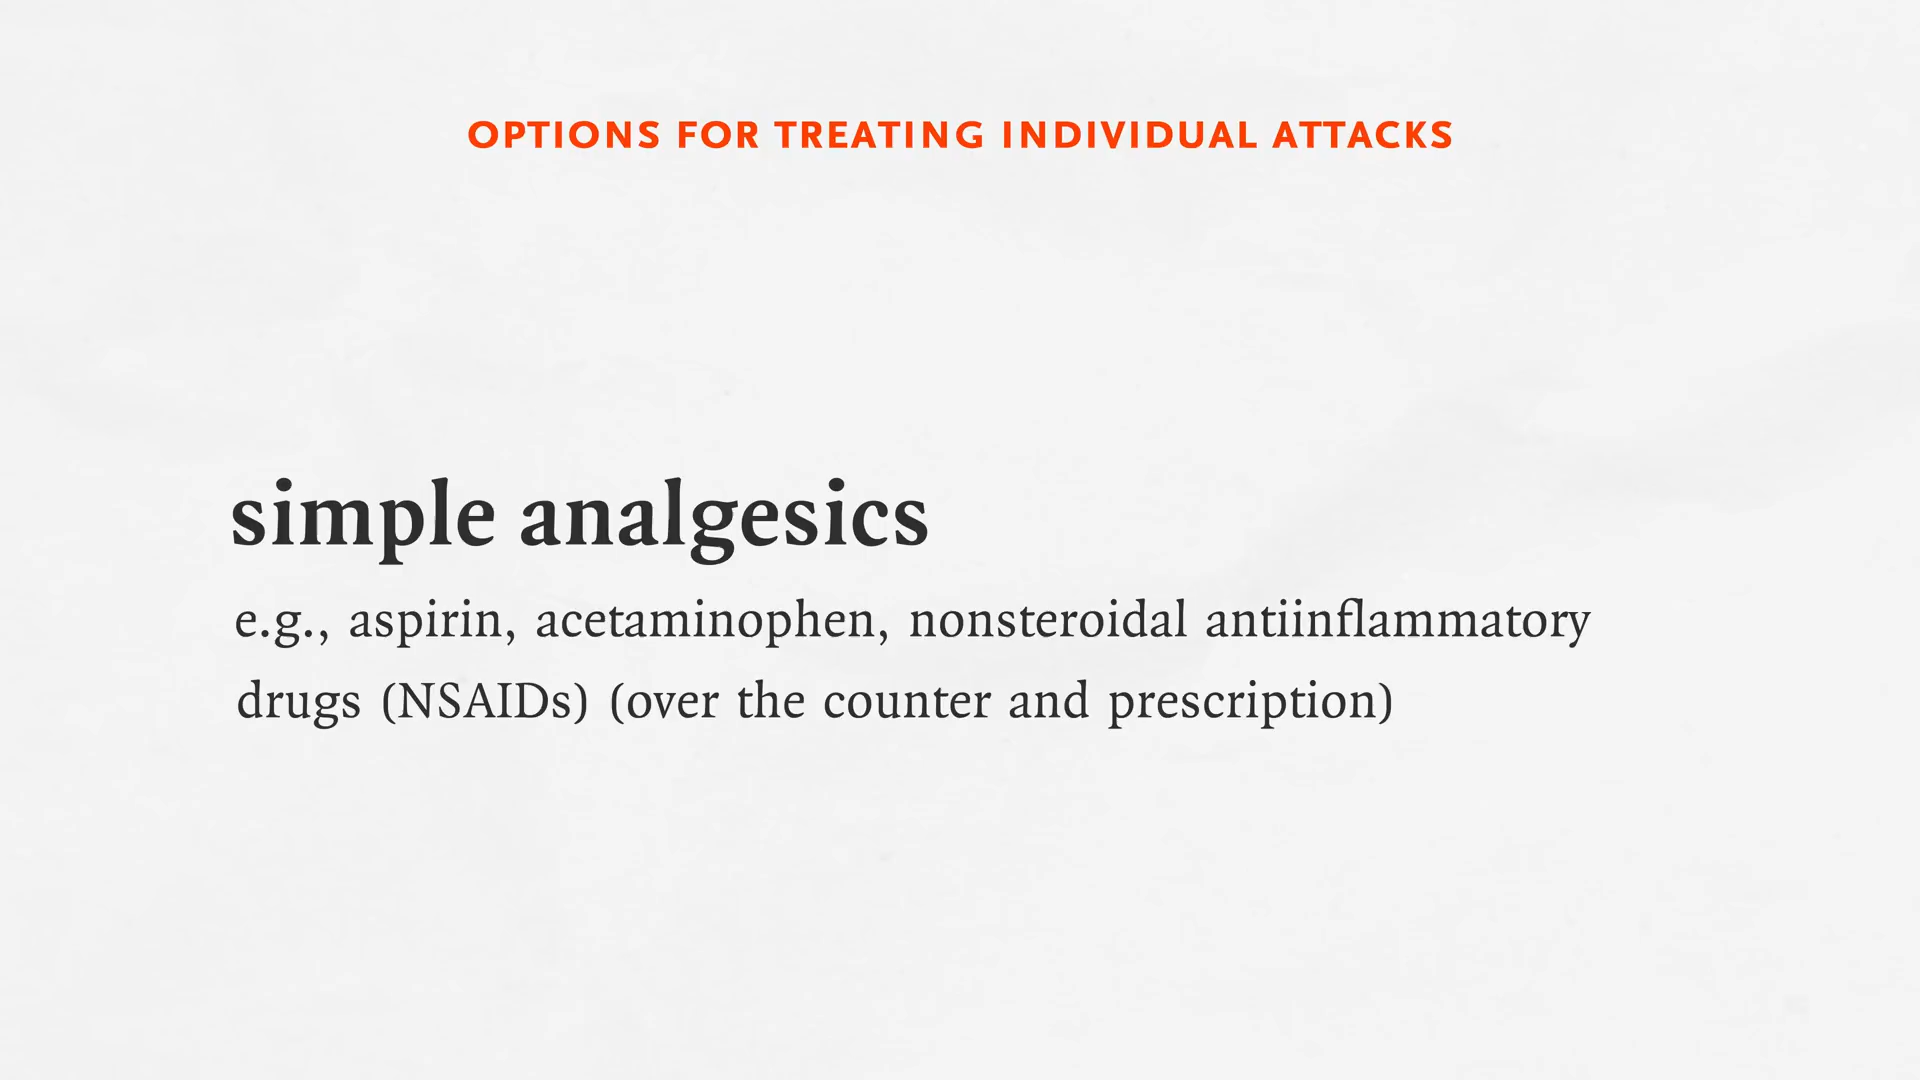 OPTIONS FOR TREATING INDIVIDUAL ATTACKS
simple analgesics
e.g., aspirin, acetaminophen, nonsteroidal antiinflammatory
drugs (NSAIDs) (over the counter and prescription)